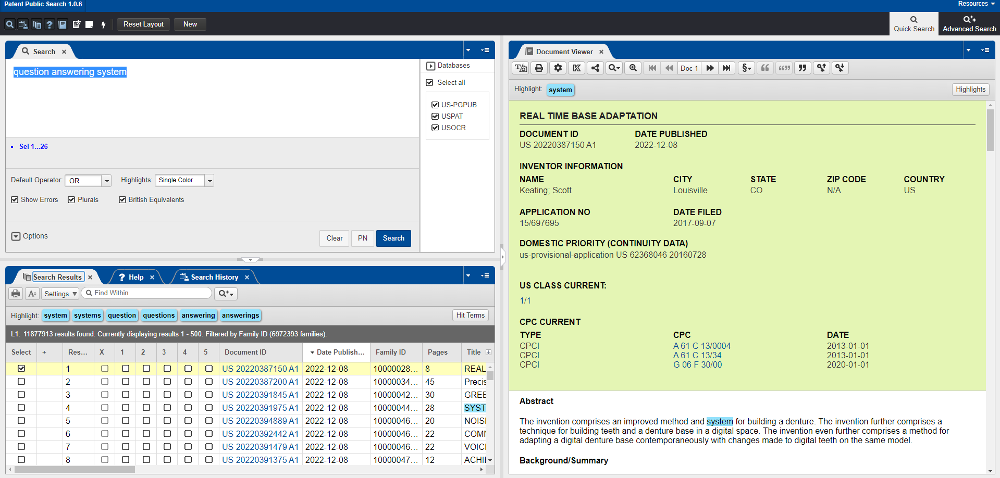 Patent Public Search 1.0.6
Resources
Reset Layout
New
Quick Search
Advanced Search
Search
question answering system
Databases
Select all
US-PGPUB
USPAT
USOCR
Sel 1...26
Default Operator: OR
Highlights: Single Color
Show Errors
Plurals
British Equivalents
Options
Clear
PN
Search
Search Results
Help
Search History
Settings
Find Within
Highlight: system systems question questions answering answerings
Hit Terms
L1: 11877913 results found. Currently displaying results 1 - 500. Filtered by Family ID (6972393 families).
Select + Res... X 1 2 3 4 5 Document ID Date Publish... Family ID Pages Title
1 US 20220387150 A1 2022-12-08 10000028... 8 REAL
2 US 20220387200 A1 2022-12-08 10000034... 45 Precis
3 US 20220391845 A1 2022-12-08 10000042... 30 GREE
4 US 20220391975 A1 2022-12-08 10000044... 28 SYST
5 US 20220394889 A1 2022-12-08 10000046... 20 NOIS
6 US 20220392442 A1 2022-12-08 10000046... 22 COM
7 US 20220391479 A1 2022-12-08 10000046... 22 VOIC
8 US 20220391375 A1 2022-12-08 10000047... 12 ACHI
Document Viewer
Doc 1
Highlight: system
Highlights
REAL TIME BASE ADAPTATION
DOCUMENT ID DATE PUBLISHED
US 20220387150 A1 2022-12-08
INVENTOR INFORMATION
NAME CITY STATE ZIP CODE COUNTRY
Keating; Scott Louisville CO N/A US
APPLICATION NO DATE FILED
15/697695 2017-09-07
DOMESTIC PRIORITY (CONTINUITY DATA)
us-provisional-application US 62368046 20160728
US CLASS CURRENT:
1/1
CPC CURRENT
TYPE CPC DATE
CPCI A 61 C 13/0004 2013-01-01
CPCI A 61 C 13/34 2013-01-01
CPCI G 06 F 30/00 2020-01-01
Abstract
The invention comprises an improved method and system for building a denture. The invention further comprises a
technique for building teeth and a denture base in a digital space. The invention even further comprises a method for
adapting a digital denture base contemporaneously with changes made to digital teeth on the same model.
Background/Summary